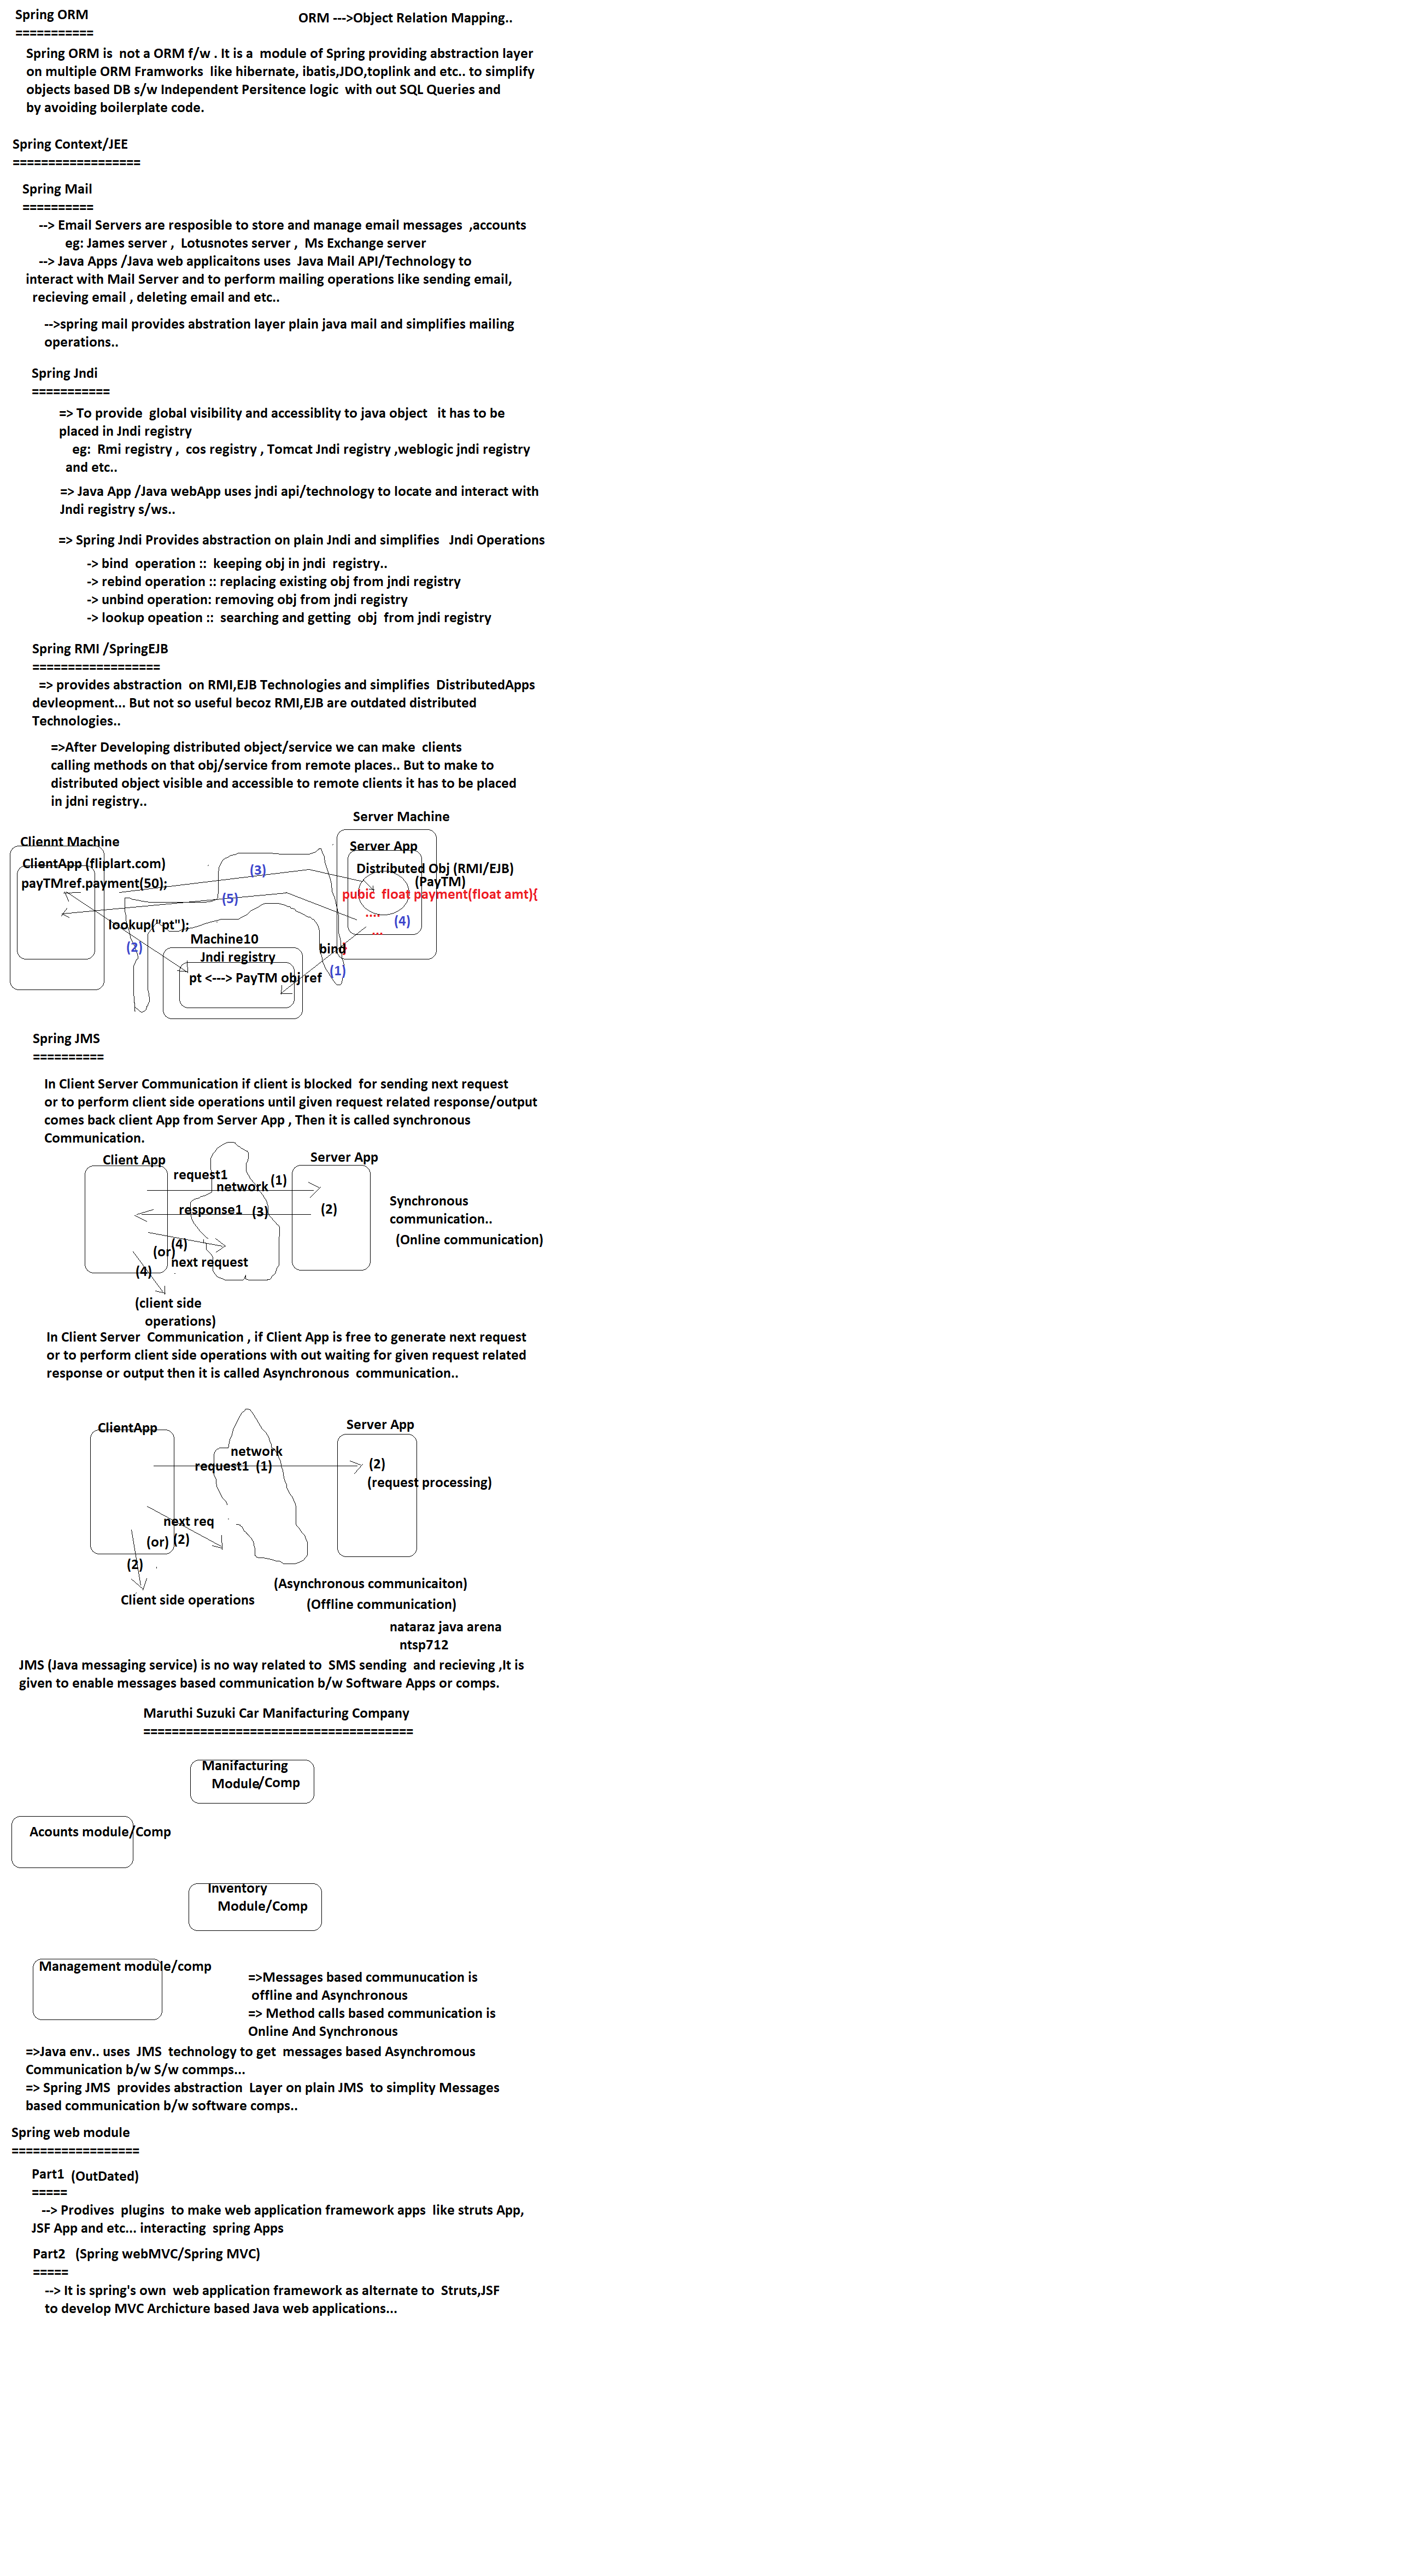 Spring ORM
ORM --->Object Relation Mapping..
===========
Spring ORM is  not a ORM f/w . It is a  module of Spring providing abstraction layer
on multiple ORM Framworks  like hibernate, ibatis,JDO,toplink and etc.. to simplify
objects based DB s/w Independent Persitence logic  with out SQL Queries and
by avoiding boilerplate code.
Spring Context/JEE
==================
Spring Mail
==========
--> Email Servers are resposible to store and manage email messages  ,accounts
eg: James server ,  Lotusnotes server ,  Ms Exchange server
--> Java Apps /Java web applicaitons uses  Java Mail API/Technology to
interact with Mail Server and to perform mailing operations like sending email,
recieving email , deleting email and etc..
-->spring mail provides abstration layer plain java mail and simplifies mailing
operations..
Spring Jndi
===========
=> To provide  global visibility and accessiblity to java object   it has to be
placed in Jndi registry
eg:  Rmi registry ,  cos registry , Tomcat Jndi registry ,weblogic jndi registry
and etc..
=> Java App /Java webApp uses jndi api/technology to locate and interact with
Jndi registry s/ws..
=> Spring Jndi Provides abstraction on plain Jndi and simplifies   Jndi Operations
-> bind  operation ::  keeping obj in jndi  registry..
-> rebind operation :: replacing existing obj from jndi registry
-> unbind operation: removing obj from jndi registry
-> lookup opeation ::  searching and getting  obj  from jndi registry
Spring RMI /SpringEJB
==================
=> provides abstraction  on RMI,EJB Technologies and simplifies  DistributedApps
devleopment... But not so useful becoz RMI,EJB are outdated distributed
Technologies..
=>After Developing distributed object/service we can make  clients
calling methods on that obj/service from remote places.. But to make to
distributed object visible and accessible to remote clients it has to be placed
in jdni registry..
Server Machine
Cliennt Machine
Server App
ClientApp (fliplart.com)
Distributed Obj (RMI/EJB)
(3)
payTMref.payment(50);
(PayTM)
pubic  float payment(float amt){
(5)
....
(4)
lookup("pt");
...
Machine10
(2)
bind
Jndi registry
(1)
pt <---> PayTM obj ref
Spring JMS
==========
In Client Server Communication if client is blocked  for sending next request
or to perform client side operations until given request related response/output
comes back client App from Server App , Then it is called synchronous
Communication.
Client App
Server App
request1
(1)
network
Synchronous
communication..
response1
(3)
(2)
(Online communication)
(4)
(or)
next request
(4)
(client side
operations)
In Client Server  Communication , if Client App is free to generate next request
or to perform client side operations with out waiting for given request related
response or output then it is called Asynchronous  communication..
ClientApp
Server App
network
request1  (1)
(2)
(request processing)
next req
(or)
(2)
(2)
(Asynchronous communicaiton)
Client side operations
(Offline communication)
nataraz java arena
ntsp712
JMS (Java messaging service) is no way related to  SMS sending  and recieving ,It is
given to enable messages based communication b/w Software Apps or comps.
Maruthi Suzuki Car Manifacturing Company
======================================
Manifacturing
Module/Comp
Acounts module/Comp
Inventory
Module/Comp
Management module/comp
=>Messages based communucation is
offline and Asynchronous
=> Method calls based communication is
Online And Synchronous
=>Java env.. uses  JMS  technology to get  messages based Asynchromous
Communication b/w S/w commps...
=> Spring JMS  provides abstraction  Layer on plain JMS  to simplity Messages
based communication b/w software comps..
Spring web module
==================
Part1  (OutDated)
=====
--> Prodives  plugins  to make web application framework apps  like struts App,
JSF App and etc... interacting  spring Apps
Part2   (Spring webMVC/Spring MVC)
=====
--> It is spring's own  web application framework as alternate to  Struts,JSF
to develop MVC Archicture based Java web applications...